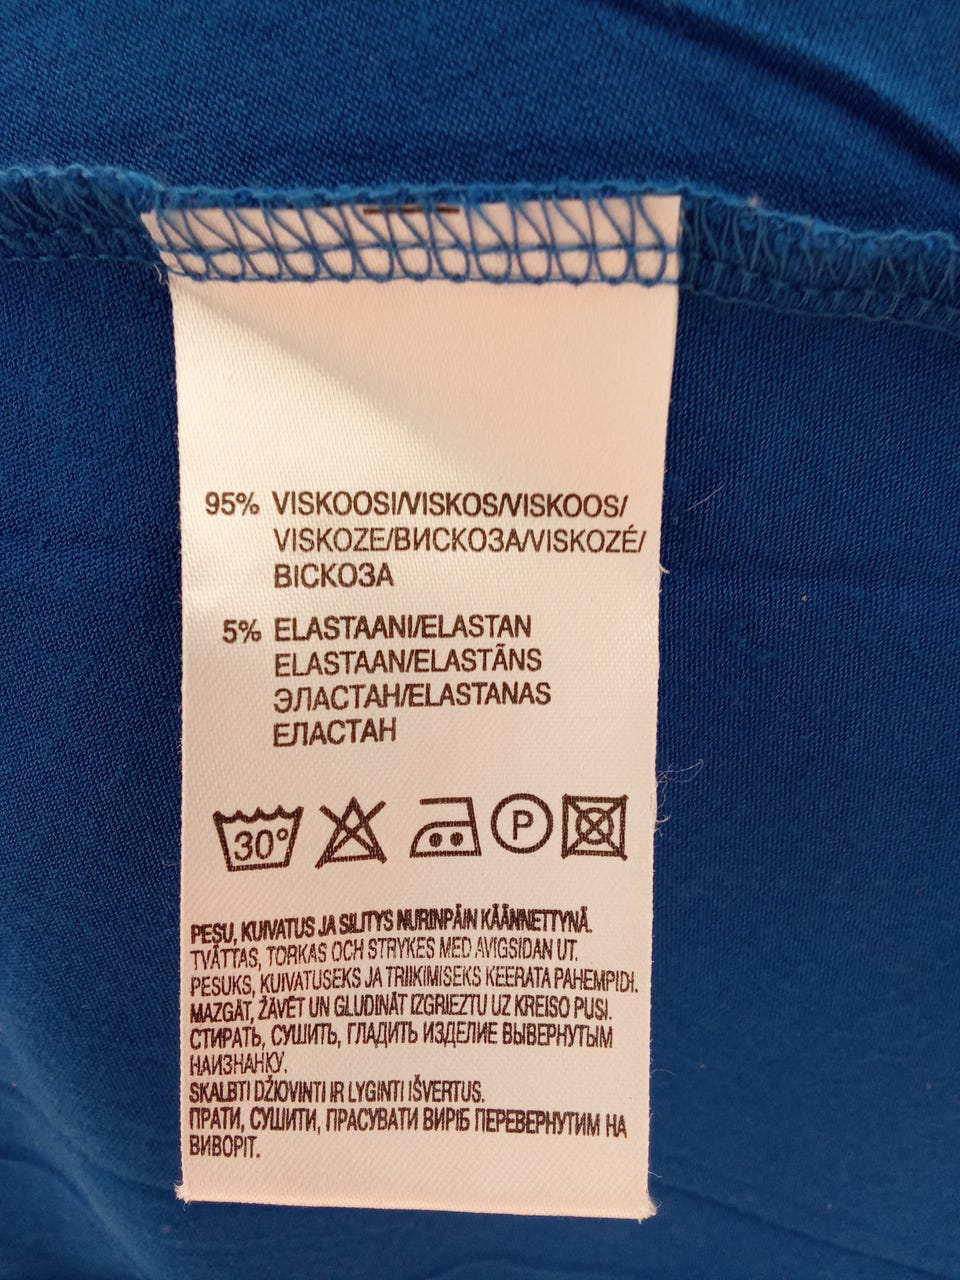 95% VISKOOSI/VISKOS/VISKOOS/
VISKOZE/ВИСКОЗА/VISKOZÉ/
ВІСКОЗА
5% ELASTAANI/ELASTAN
ELASTAAN/ELASTĀNS
ЭЛАСТАН/ELASTANAS
ЕЛАСТАН
30° P
PESU, KUIVATUS JA SILITYS NURINPÄIN KÄÄNNETTYNÄ.
TVÄTTAS, TORKAS OCH STRYKES MED AVIGSIDAN UT.
PESUKS, KUIVATUSEKS JA TRIIKIMISEKS KEERATA PAHEMPIDI.
MAZGĀT, ŽĀVĒT UN GLUDINĀT IZGRIEZTU UZ KREISO PUSI.
СТИРАТЬ, СУШИТЬ, ГЛАДИТЬ ИЗДЕЛИЕ ВЫВЕРНУТЫМ
НАИЗНАНКУ.
SKALBTI DŽIOVINTI IR LYGINTI IŠVERTUS.
ПРАТИ, СУШИТИ, ПРАСУВАТИ ВИРІБ ПЕРЕВЕРНУТИМ НА
ВИВОРІТ.